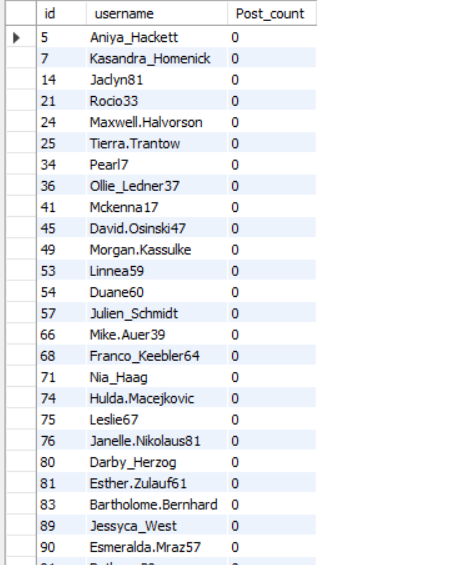 id username Post_count
5 Aniya_Hackett 0
7 Kasandra_Homenick 0
14 Jaclyn81 0
21 Rocio33 0
24 Maxwell.Halvorson 0
25 Tierra.Trantow 0
34 Pearl7 0
36 Ollie_Ledner37 0
41 Mckenna17 0
45 David.Osinski47 0
49 Morgan.Kassulke 0
53 Linnea59 0
54 Duane60 0
57 Julien_Schmidt 0
66 Mike.Auer39 0
68 Franco_Keebler64 0
71 Nia_Haag 0
74 Hulda.Macejkovic 0
75 Leslie67 0
76 Janelle.Nikolaus81 0
80 Darby_Herzog 0
81 Esther.Zulauf61 0
83 Bartholome.Bernhard 0
89 Jessyca_West 0
90 Esmeralda.Mraz57 0